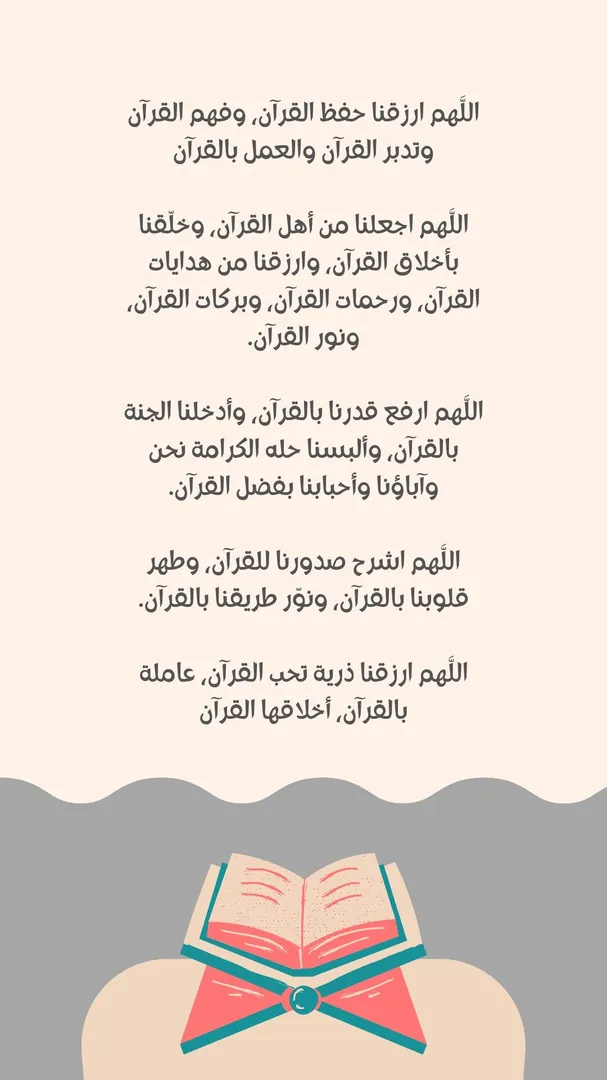 اللَّهم ارزقنا حفظ القرآن، وفهم القرآن
وتدبر القرآن والعمل بالقرآن
اللَّهم اجعلنا من أهل القرآن، وخلّقنا
بأخلاق القرآن، وارزقنا من هدايات
القرآن، ورحمات القرآن، وبركات القرآن،
ونور القرآن.
اللَّهم ارفع قدرنا بالقرآن، وأدخلنا الجنة
بالقرآن، وألبسنا حله الكرامة نحن
وآباؤنا وأحبابنا بفضل القرآن.
اللَّهم اشرح صدورنا للقرآن، وطهر
قلوبنا بالقرآن، ونوّر طريقنا بالقرآن.
اللَّهم ارزقنا ذرية تحب القرآن، عاملة
بالقرآن، أخلاقها القرآن